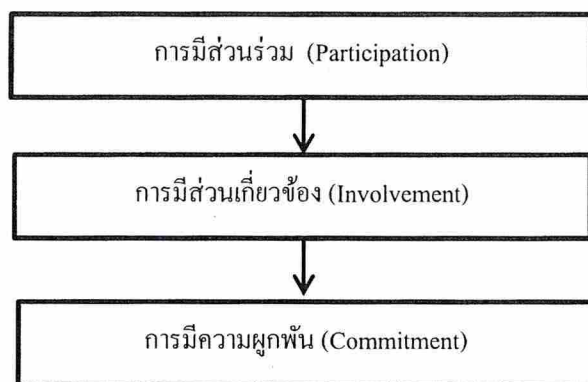 การมีส่วนร่วม (Participation)
การมีส่วนเกี่ยวข้อง (Involvement)
การมีความผูกพัน (Commitment)